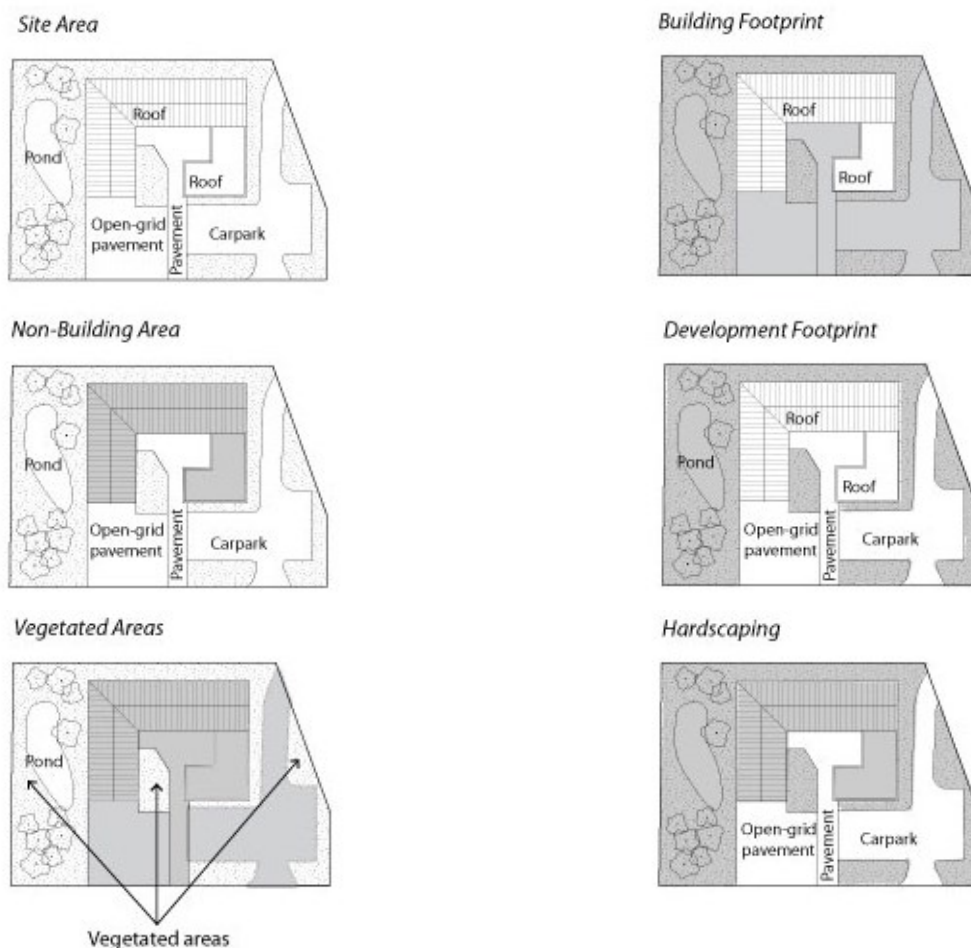 Site Area
Roof
Pond
Roof
Open-grid
pavement
Pavement
Carpark
Building Footprint
Roof
Roof
Non-Building Area
Pond
Open-grid
pavement
Pavement
Carpark
Development Footprint
Roof
Pond
Roof
Open-grid
pavement
Pavement
Carpark
Vegetated Areas
Pond
Vegetated areas
Hardscaping
Open-grid
pavement
Pavement
Carpark